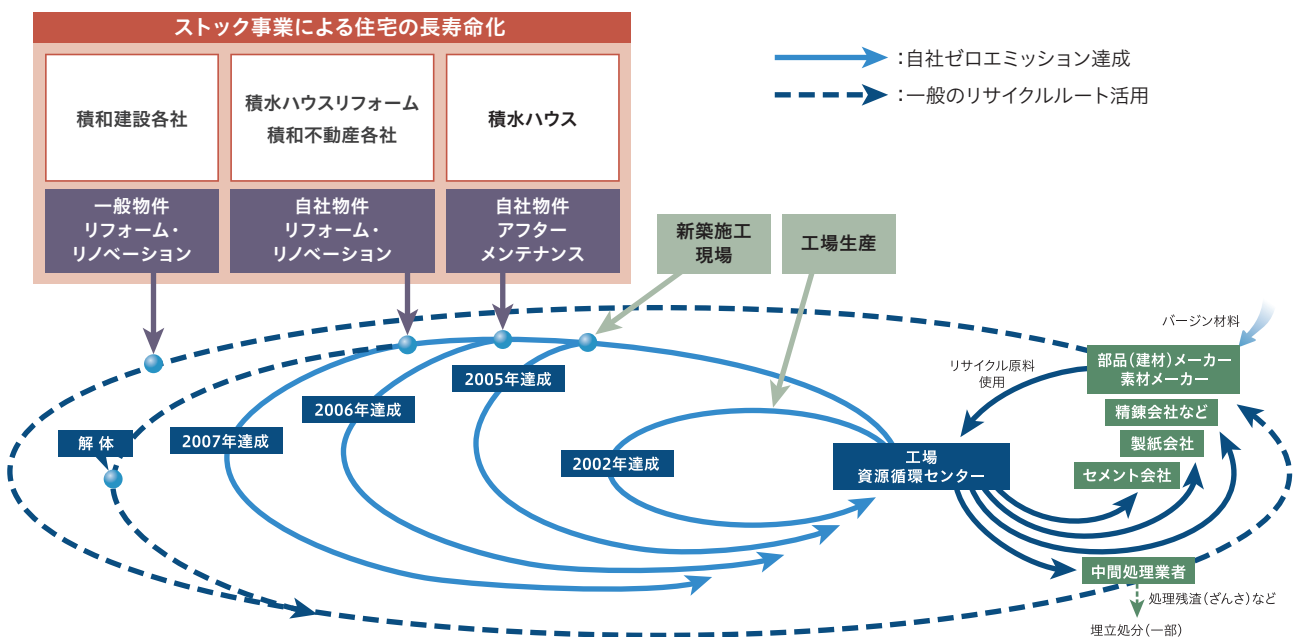 ストック事業による住宅の長寿命化
積和建設各社
積水ハウスリフォーム
積和不動産各社
積水ハウス
一般物件
リフォーム・
リノベーション
自社物件
リフォーム・
リノベーション
自社物件
アフター
メンテナンス
：自社ゼロエミッション達成
：一般のリサイクルルート活用
新築施工
現場
工場生産
バージン材料
部品（建材）メーカー
素材メーカー
リサイクル原料
使用
2005年達成
2006年達成
2007年達成
解 体
2002年達成
工場
資源循環センター
精錬会社など
製紙会社
セメント会社
中間処理業者
処理残渣（ざんさ）など
埋立処分（一部）